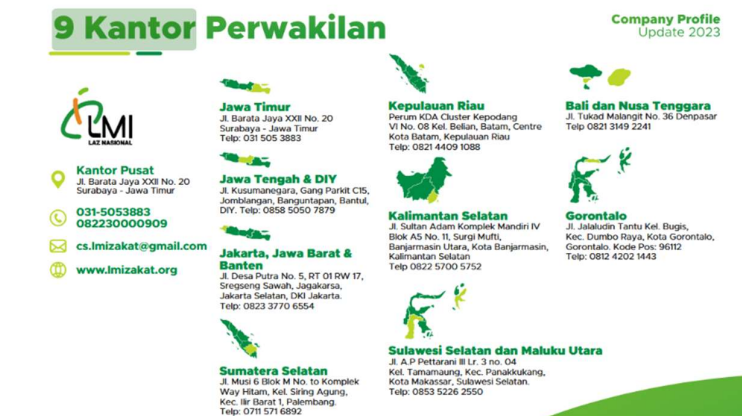 9 Kantor Perwakilan
Company Profile
Update 2023
LMI
LAZ NASIONAL
Kantor Pusat
Jl. Barata Jaya XXII No. 20
Surabaya - Jawa Timur
031-5053883
082230000909
cs.lmizakat@gmail.com
www.lmizakat.org
Jawa Timur
Jl. Barata Jaya XXII No. 20
Surabaya - Jawa Timur
Telp: 031 505 3883
Jawa Tengah & DIY
Jl. Kusumanegara, Gang Parkit C15,
Jomblangan, Banguntapan, Bantul,
DIY. Telp: 0858 5050 7879
Jakarta, Jawa Barat &
Banten
Jl. Desa Putra No. 5, RT 01 RW 17,
Sregseng Sawah, Jagakarsa,
Jakarta Selatan, DKI Jakarta.
Telp: 0823 3770 6554
Sumatera Selatan
Jl. Musi 6 Blok M No. to Komplek
Way Hitam, Kel. Siring Agung,
Kec. Ilir Barat 1, Palembang.
Telp: 0711 571 6892
Kepulauan Riau
Perum KDA Cluster Kepodang
VI No. 08 Kel. Belian, Batam, Centre
Kota Batam, Kepulauan Riau
Telp: 0821 4409 1088
Kalimantan Selatan
Jl. Sultan Adam Komplek Mandiri IV
Blok A5 No. 11, Surgi Mufti,
Banjarmasin Utara, Kota Banjarmasin,
Kalimantan Selatan
Telp 0822 5700 5752
Sulawesi Selatan dan Maluku Utara
Jl. A.P Pettarani III Lr. 3 no. 04
Kel. Tamamaung, Kec. Panakkukang,
Kota Makassar, Sulawesi Selatan.
Telp: 0853 5226 2550
Bali dan Nusa Tenggara
Jl. Tukad Malangit No. 36 Denpasar
Telp 0821 3149 2241
Gorontalo
Jl. Jalaludin Tantu Kel. Bugis,
Kec. Dumbo Raya, Kota Gorontalo,
Gorontalo. Kode Pos: 96112
Telp: 0812 4202 1443